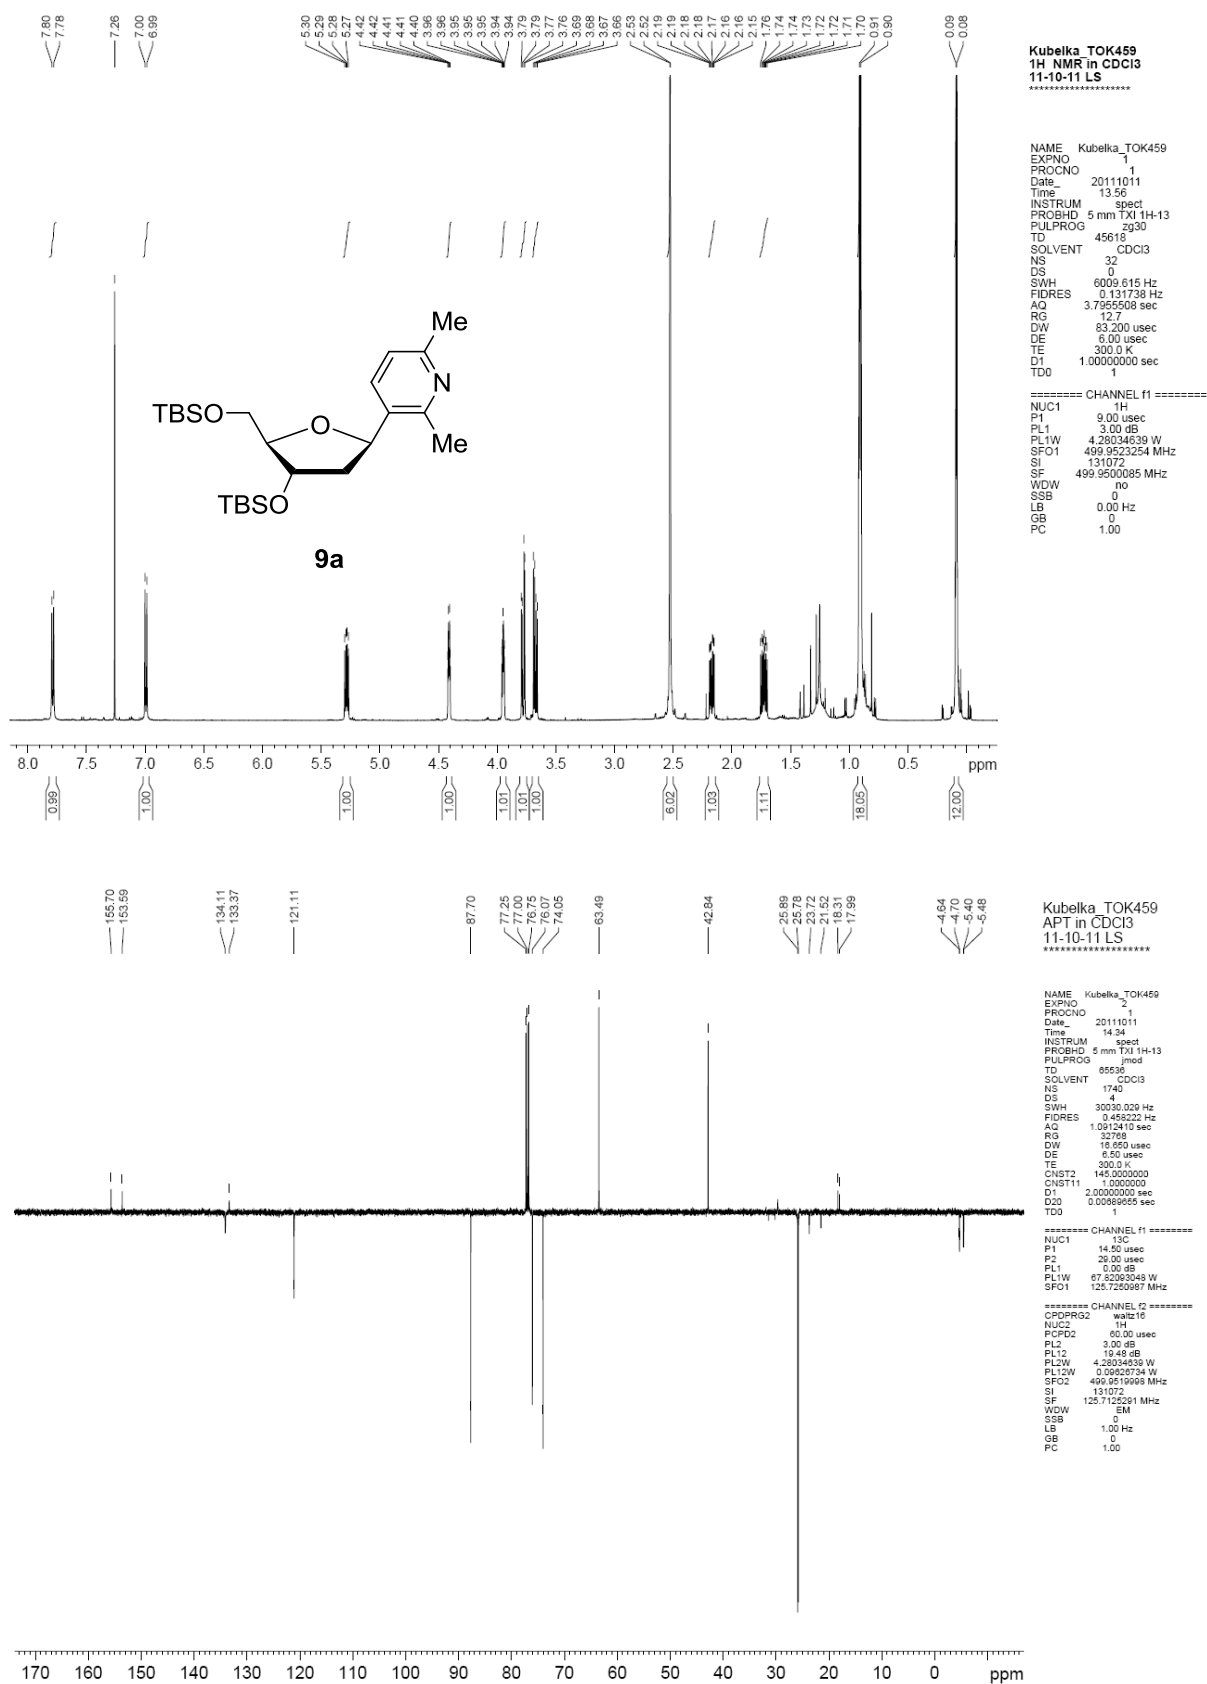 7.80
7.78
7.26
7.00
6.99
5.30
5.29
5.28
5.27
4.42
4.42
4.41
4.41
4.40
3.96
3.96
3.95
3.95
3.95
3.94
3.94
3.79
3.79
3.77
3.76
3.69
3.68
3.67
3.66
2.53
2.52
2.19
2.19
2.18
2.18
2.17
2.16
2.16
2.15
1.76
1.74
1.74
1.73
1.72
1.72
1.71
1.70
0.91
0.90
0.09
0.08
Kubelka_TOK459
1H NMR in CDCl3
11-10-11 LS
********************
NAME Kubelka_TOK459
EXPNO 1
PROCNO 1
Date_ 20111011
Time 13.56
INSTRUM spect
PROBHD 5 mm TXI 1H-13
PULPROG zg30
TD 45618
SOLVENT CDCl3
NS 32
DS 0
SWH 6009.615 Hz
FIDRES 0.131738 Hz
AQ 3.7955508 sec
RG 12.7
DW 83.200 usec
DE 6.00 usec
TE 300.0 K
D1 1.00000000 sec
TD0 1
======== CHANNEL f1 ========
NUC1 1H
P1 9.00 usec
PL1 3.00 dB
PL1W 4.28034639 W
SFO1 499.9523254 MHz
SI 131072
SF 499.9500085 MHz
WDW no
SSB 0
LB 0.00 Hz
GB 0
PC 1.00
Me
N
TBSO
O
Me
TBSO
9a
8.0 7.5 7.0 6.5 6.0 5.5 5.0 4.5 4.0 3.5 3.0 2.5 2.0 1.5 1.0 0.5 ppm
0.99
1.00
1.00
1.00
1.01
1.01
1.00
6.02
1.03
1.11
18.05
12.00
155.70
153.59
134.11
133.37
121.11
87.70
77.25
77.00
76.75
76.07
74.05
63.49
42.84
25.89
25.78
23.72
21.52
18.31
17.99
-4.64
-4.70
-5.40
-5.48
Kubelka_TOK459
APT in CDCl3
11-10-11 LS
********************
NAME Kubelka_TOK459
EXPNO 2
PROCNO 1
Date_ 20111011
Time 14.34
INSTRUM spect
PROBHD 5 mm TXI 1H-13
PULPROG jmod
TD 65536
SOLVENT CDCl3
NS 1740
DS 4
SWH 30030.029 Hz
FIDRES 0.458222 Hz
AQ 1.0912410 sec
RG 32768
DW 16.650 usec
DE 6.50 usec
TE 300.0 K
CNST2 145.0000000
CNST11 1.0000000
D1 2.00000000 sec
D20 0.00689655 sec
TD0 1
======== CHANNEL f1 ========
NUC1 13C
P1 14.50 usec
P2 29.00 usec
PL1 0.00 dB
PL1W 67.82093048 W
SFO1 125.7250987 MHz
======== CHANNEL f2 ========
CPDPRG2 waltz16
NUC2 1H
PCPD2 60.00 usec
PL2 3.00 dB
PL12 19.48 dB
PL2W 4.28034639 W
PL12W 0.09626734 W
SFO2 499.9519998 MHz
SI 131072
SF 125.7125291 MHz
WDW EM
SSB 0
LB 1.00 Hz
GB 0
PC 1.00
170 160 150 140 130 120 110 100 90 80 70 60 50 40 30 20 10 0 ppm